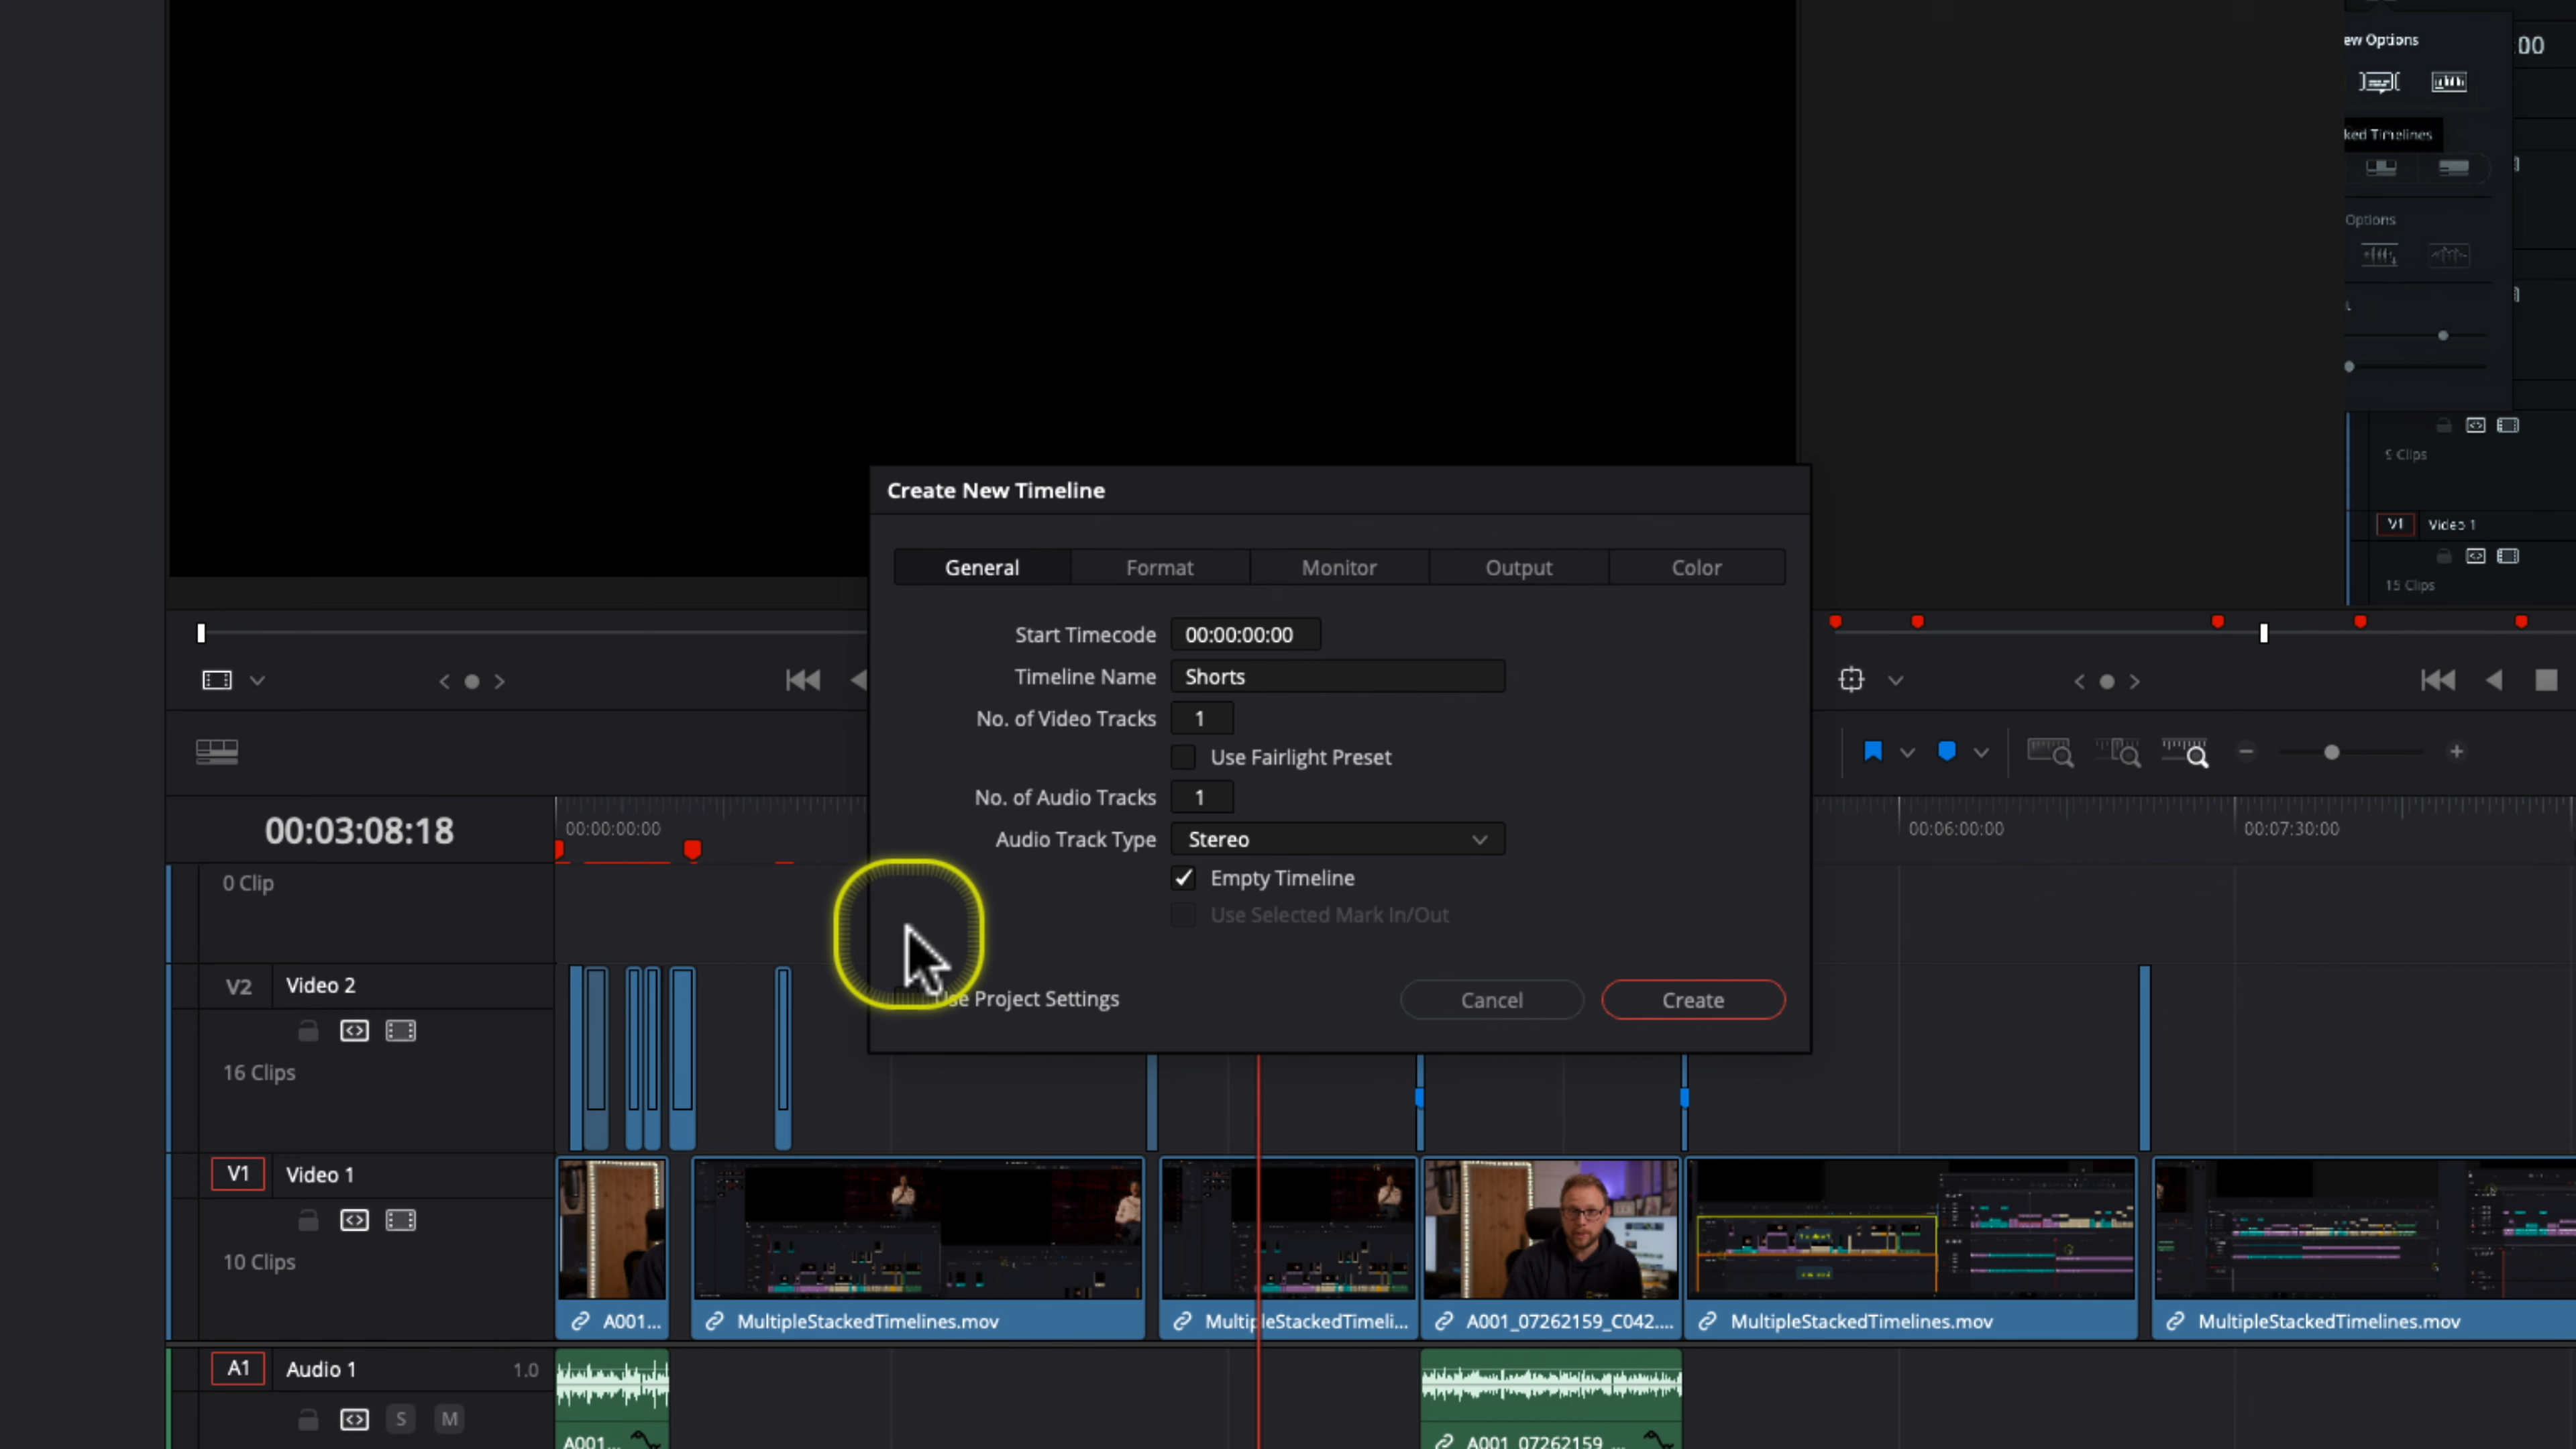 ew Options
:00
ked Timelines
Options
9 Clips
V1 Video 1
15 Clips
Create New Timeline
General Format Monitor Output Color
Start Timecode 00:00:00:00
Timeline Name Shorts
No. of Video Tracks 1
Use Fairlight Preset
No. of Audio Tracks 1
Audio Track Type Stereo
Empty Timeline
Use Selected Mark In/Out
se Project Settings
Cancel Create
00:03:08:18
00:00:00:00
00:06:00:00
00:07:30:00
0 Clip
V2 Video 2
16 Clips
V1 Video 1
10 Clips
A001...
MultipleStackedTimelines.mov
MultipleStackedTimeli...
A001_07262159_C042....
MultipleStackedTimelines.mov
MultipleStackedTimelines.mov
A1 Audio 1 1.0
S M
A001...
A001_07262159_...